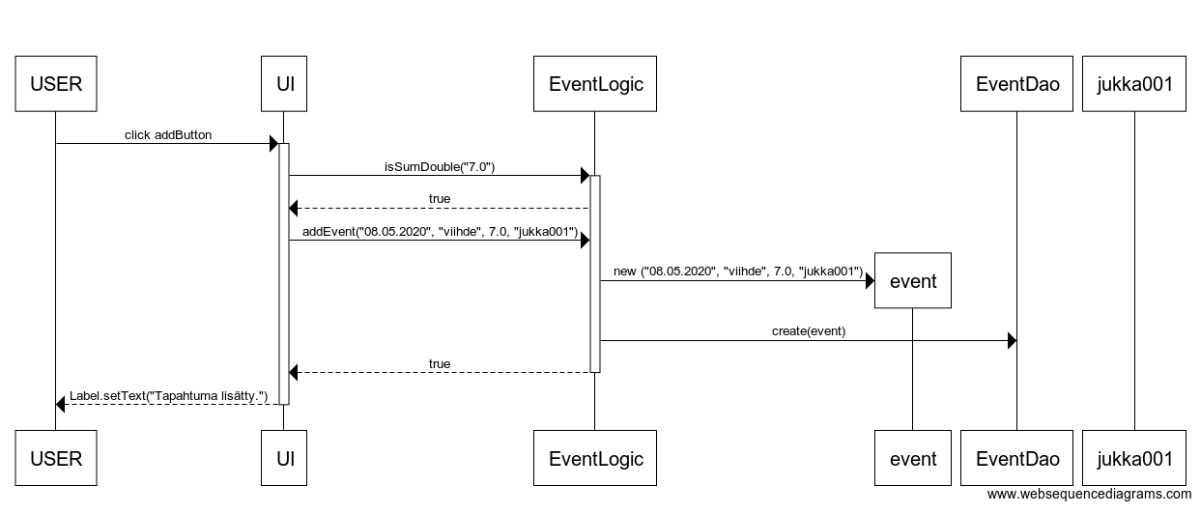 USER
UI
EventLogic
EventDao
jukka001
click addButton
isSumDouble("7.0")
true
addEvent("08.05.2020", "viihde", 7.0, "jukka001")
new ("08.05.2020", "viihde", 7.0, "jukka001")
event
create(event)
true
Label.setText("Tapahtuma lisätty.")
USER
UI
EventLogic
event
EventDao
jukka001
www.websequencediagrams.com